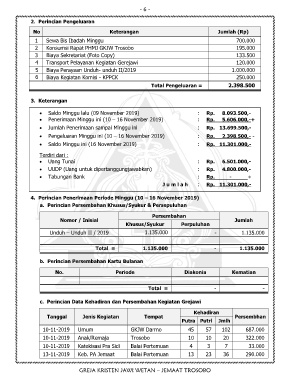 - 4 -
2. Perincian Pengeluaran
No Keterangan Jumlah (Rp)
1 Sewa Bis Ibadah Minggu 700.000
2 Konsumsi Rapat PHMJ GKJW Trosobo 195.000
3 Biaya Sekretariat (Foto Copy) 133.500
4 Transport Pelayanan Kegiatan Gerejawi 120.000
5 Biaya Perayaan Unduh- unduh II/2019 1.000.000
6 Biaya Kegiatan Komisi - KPPCK 250.000
Total Pengeluaran = 2.398.500
3. Keterangan
• Saldo Minggu lalu (09 November 2019) : Rp. 8.093.500,-
• Penerimaan Minggu ini (10 – 16 November 2019) : Rp. 5.606.000,-+
• Jumlah Penerimaan sampai Minggu ini : Rp. 13.699.500,-
• Pengeluaran Minggu ini (10 – 16 November 2019) : Rp. 2.398.500,- -
• Saldo Minggu ini (16 November 2019) : Rp. 11.301.000,-
Terdiri dari :
• Uang Tunai : Rp. 6.501.000,-
• UUDP (Uang untuk dipertanggungjawabkan) : Rp. 4.800.000,-
• Tabungan Bank : Rp. - +
J u m l a h : Rp. 11.301.000,-
4. Perincian Penerimaan Periode Minggu (10 – 16 November 2019)
a. Perincian Persembahan Khusus/Syukur & Perpuluhan
Nomor / Inisial Persembahan Jumlah
Khusus/Syukur Perpuluhan
Unduh – Unduh II / 2019 1.135.000 - 1.135.000
Total = 1.135.000 - 1.135.000
b. Perincian Persembahan Kartu Bulanan
No. Periode Diakonia Kematian
Total = - -
c. Perincian Data Kehadiran dan Persembahan Kegiatan Gerejawi
Tanggal Jenis Kegiatan Tempat Kehadiran Persembhan
Putra Putri Jmlh
10-11-2019 Umum GKJW Darmo 45 57 102 687.000
10-11-2019 Anak/Remaja Trosobo 10 10 20 322.000
10-11-2019 Katekisasi Pra Sidi Balai Pertemuan 4 3 7 33.000
13-11-2019 Keb. PA Jemaat Balai Pertemuan 13 23 36 290.000
GREJA KRISTEN JAWI WETAN – JEMAAT TROSOBO